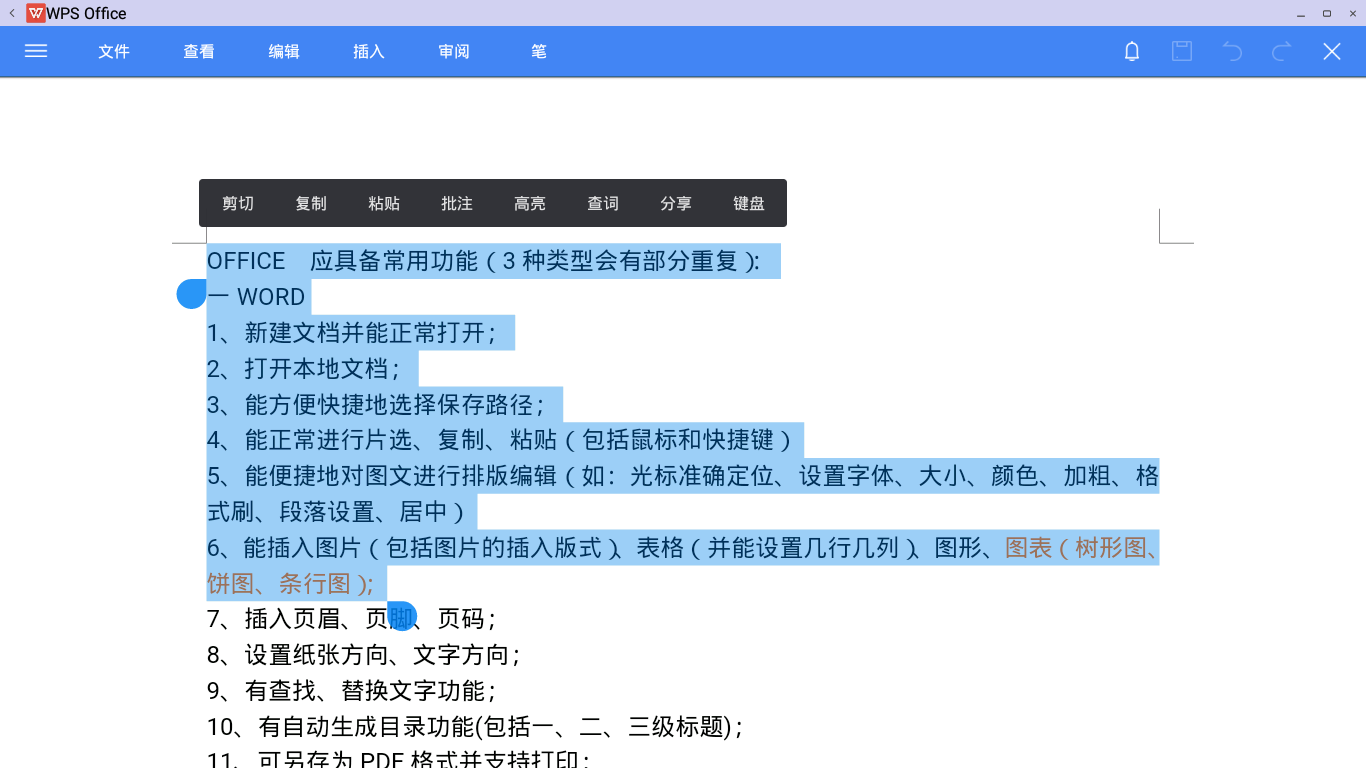 WPS Office
文件 查看 编辑 插入 审阅 笔
剪切 复制 粘贴 批注 高亮 查词 分享 键盘
OFFICE 应具备常用功能（3 种类型会有部分重复）：
一 WORD
1、新建文档并能正常打开；
2、打开本地文档；
3、能方便快捷地选择保存路径；
4、能正常进行片选、复制、粘贴（包括鼠标和快捷键）
5、能便捷地对图文进行排版编辑（如：光标准确定位、设置字体、大小、颜色、加粗、格
式刷、段落设置、居中）
6、能插入图片（包括图片的插入版式）、表格（并能设置几行几列）、图形、图表（树形图、
饼图、条行图）；
7、插入页眉、页脚、页码；
8、设置纸张方向、文字方向；
9、有查找、替换文字功能；
10、有自动生成目录功能(包括一、二、三级标题)；
11、可另存为 PDF 格式并支持打印；